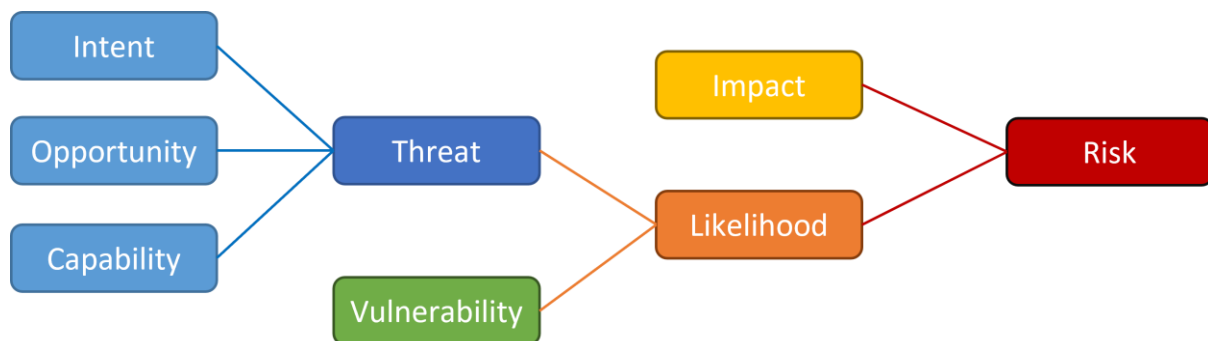 Intent
Opportunity
Capability
Threat
Vulnerability
Impact
Likelihood
Risk